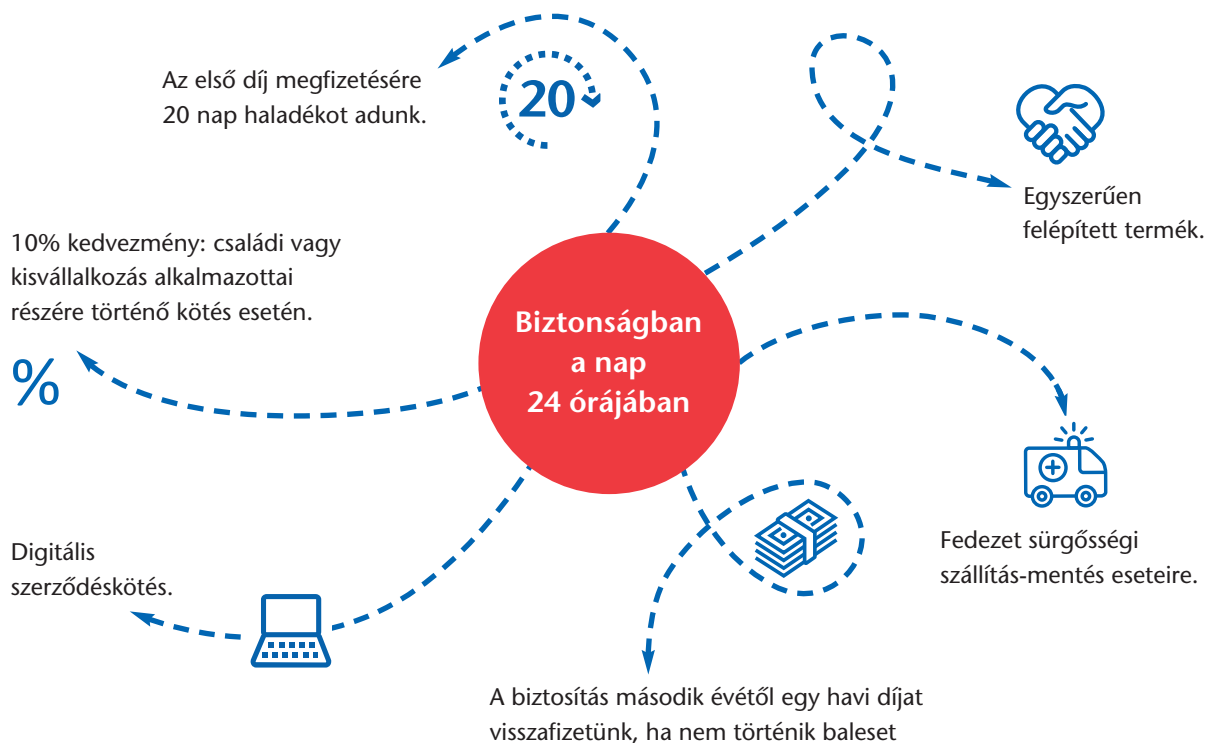 Az első díj megfizetésére
20 nap haladékot adunk.
20
Egyszerűen
felépített termék.
10% kedvezmény: családi vagy
kisvállalkozás alkalmazottai
részére történő kötés esetén.
%
Biztonságban
a nap
24 órájában
Fedezet sürgősségi
szállítás-mentés eseteire.
Digitális
szerződéskötés.
A biztosítás második évétől egy havi díjat
visszafizetünk, ha nem történik baleset